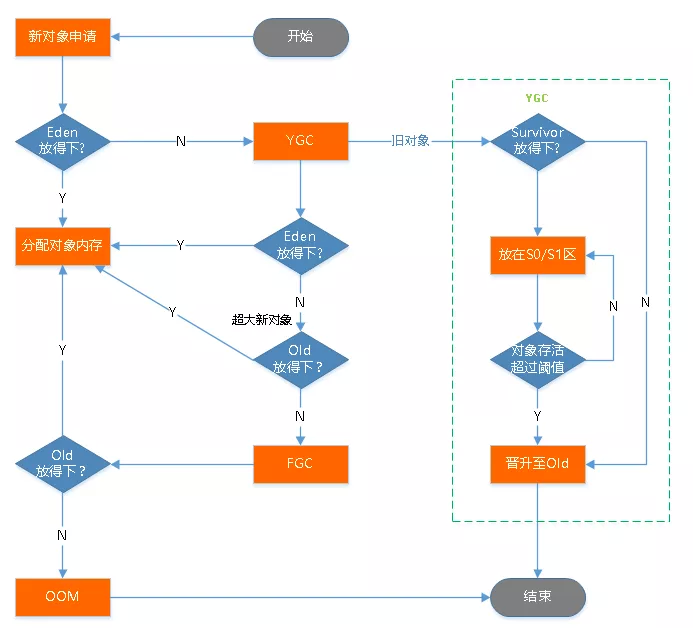 新对象申请
开始
YGC
Eden
放得下?
N
YGC
旧对象
Survivor
放得下?
Y
分配对象内存
Y
Eden
放得下?
放在S0/S1区
N
N
N
超大新对象
Y
Y
Old
放得下？
对象存活
超过阈值
N
Y
Old
放得下？
FGC
晋升至Old
N
OOM
结束